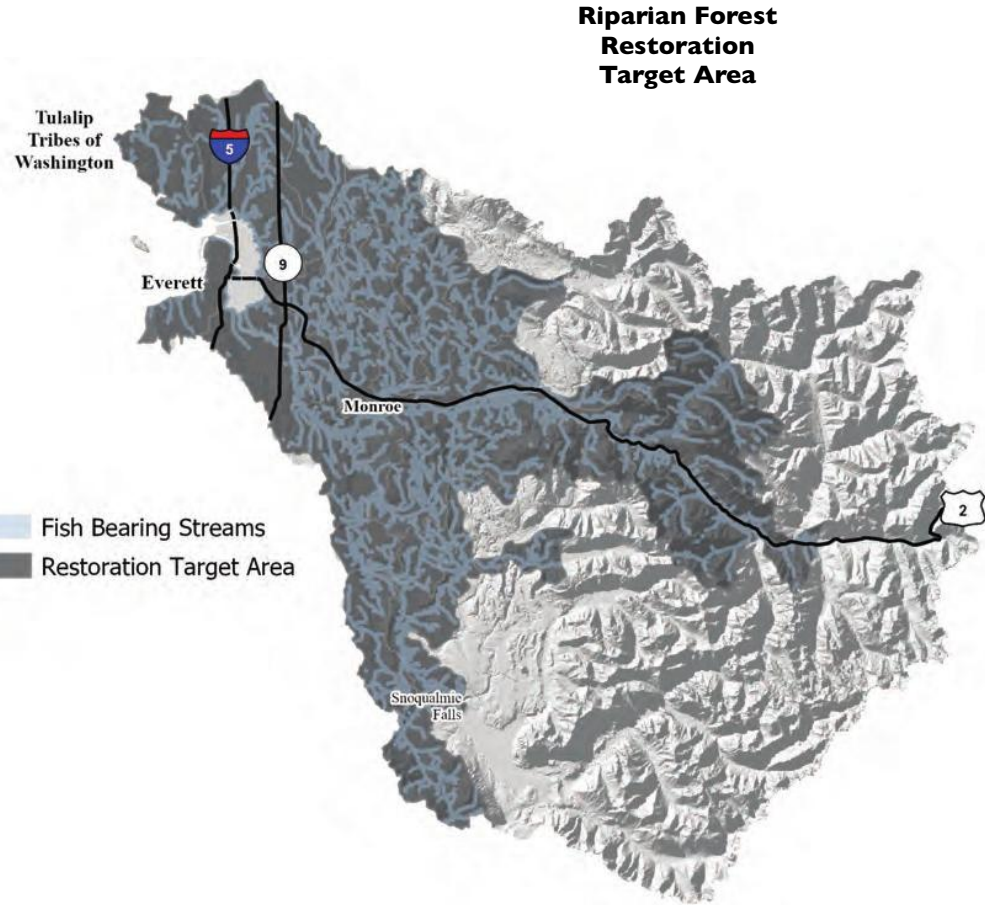 Riparian Forest
Restoration
Target Area
Tulalip
Tribes of
Washington
5
9
Everett
Monroe
2
Fish Bearing Streams
Restoration Target Area
Snoqualmie
Falls